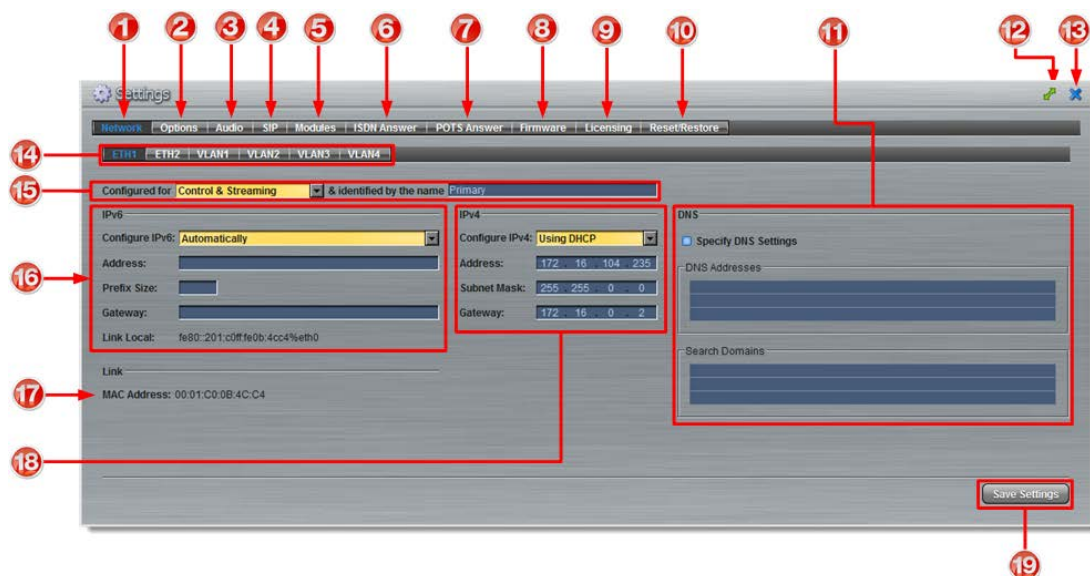 1 2 3 4 5 6 7 8 9 10 11 12 13
Settings
Network Options Audio SIP Modules ISDN Answer POTS Answer Firmware Licensing Reset/Restore
14 ETH1 ETH2 VLAN1 VLAN2 VLAN3 VLAN4
15 Configured for Control & Streaming & identified by the name Primary
IPv6 IPv4 DNS
Configure IPv6: Automatically Configure IPv4: Using DHCP Specify DNS Settings
Address: Address: 172 . 16 . 104 . 235 DNS Addresses
16 Prefix Size: Subnet Mask: 255 . 255 . 0 . 0
Gateway: Gateway: 172 . 16 . 0 . 2
Link Local: fe80::201:c0ff:fe0b:4cc4%eth0 Search Domains
Link
17 MAC Address: 00:01:C0:0B:4C:C4
18
Save Settings
19